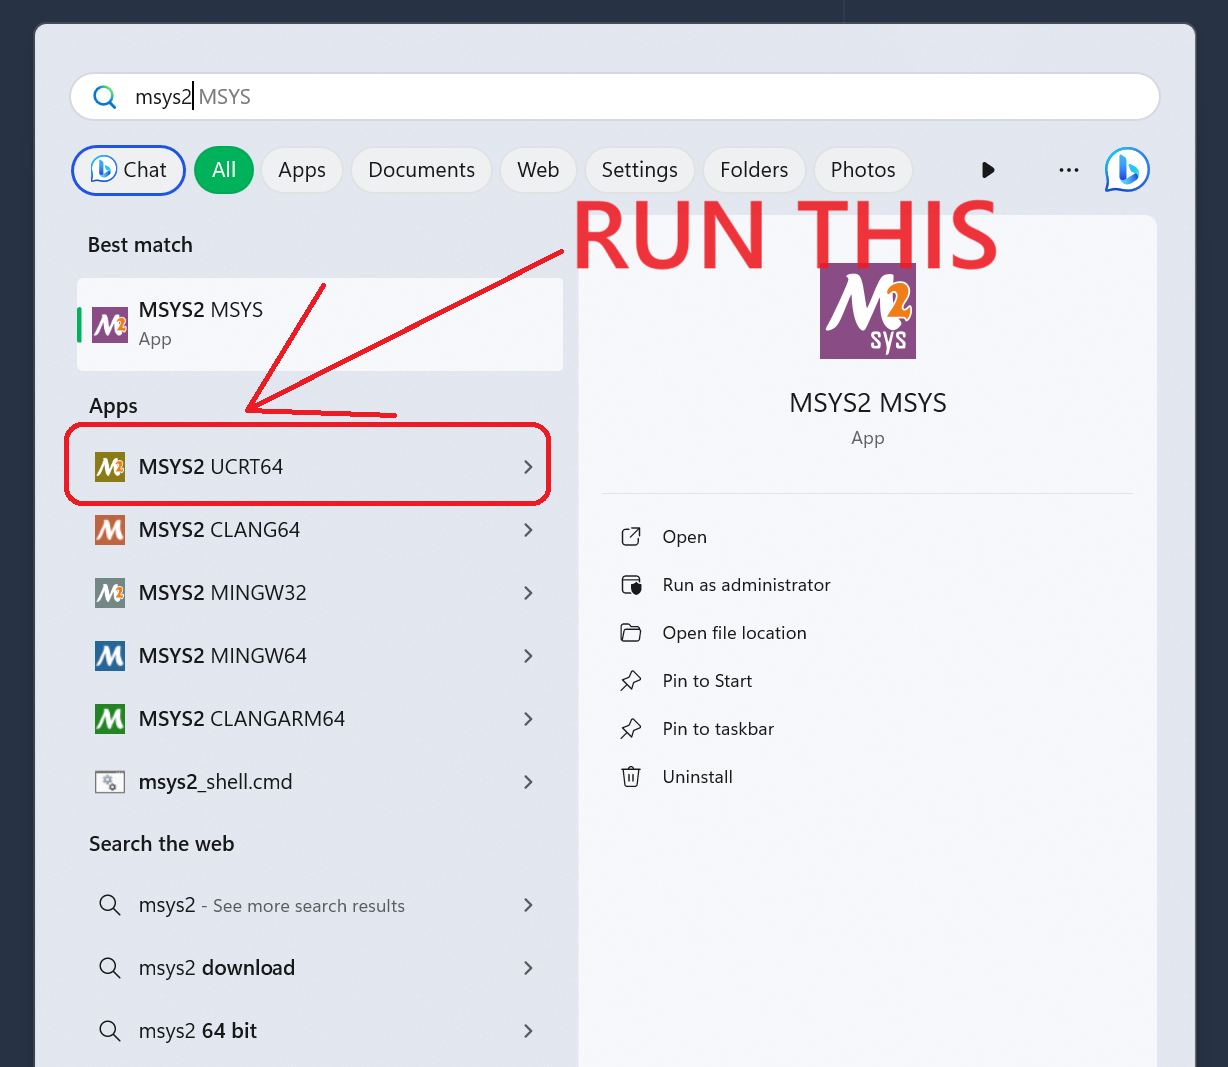 msys2 MSYS
Chat
All
Apps
Documents
Web
Settings
Folders
Photos
RUN THIS
Best match
MSYS2 MSYS
App
Apps
MSYS2 UCRT64
MSYS2 CLANG64
MSYS2 MINGW32
MSYS2 MINGW64
MSYS2 CLANGARM64
msys2_shell.cmd
Search the web
msys2 - See more search results
msys2 download
msys2 64 bit
M2
sys
MSYS2 MSYS
App
Open
Run as administrator
Open file location
Pin to Start
Pin to taskbar
Uninstall